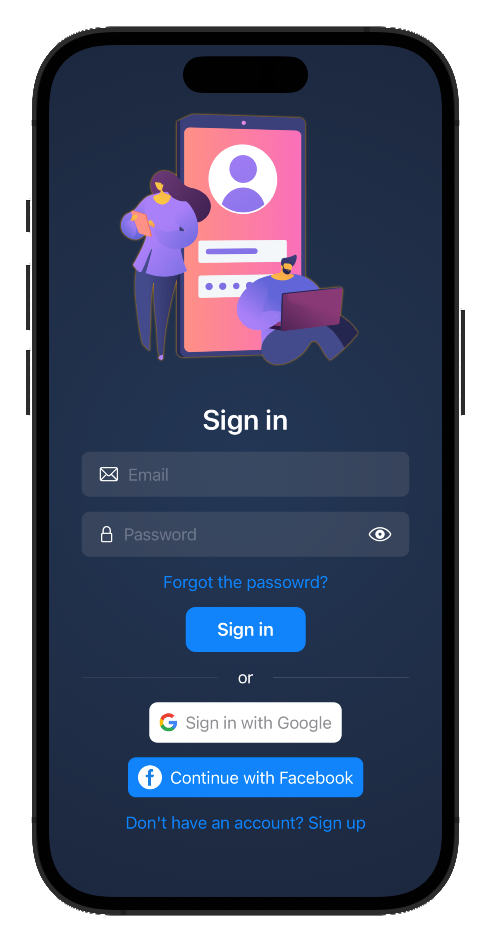 Sign in
Email
Password
Forgot the passowrd?
Sign in
or
Sign in with Google
Continue with Facebook
Don't have an account? Sign up